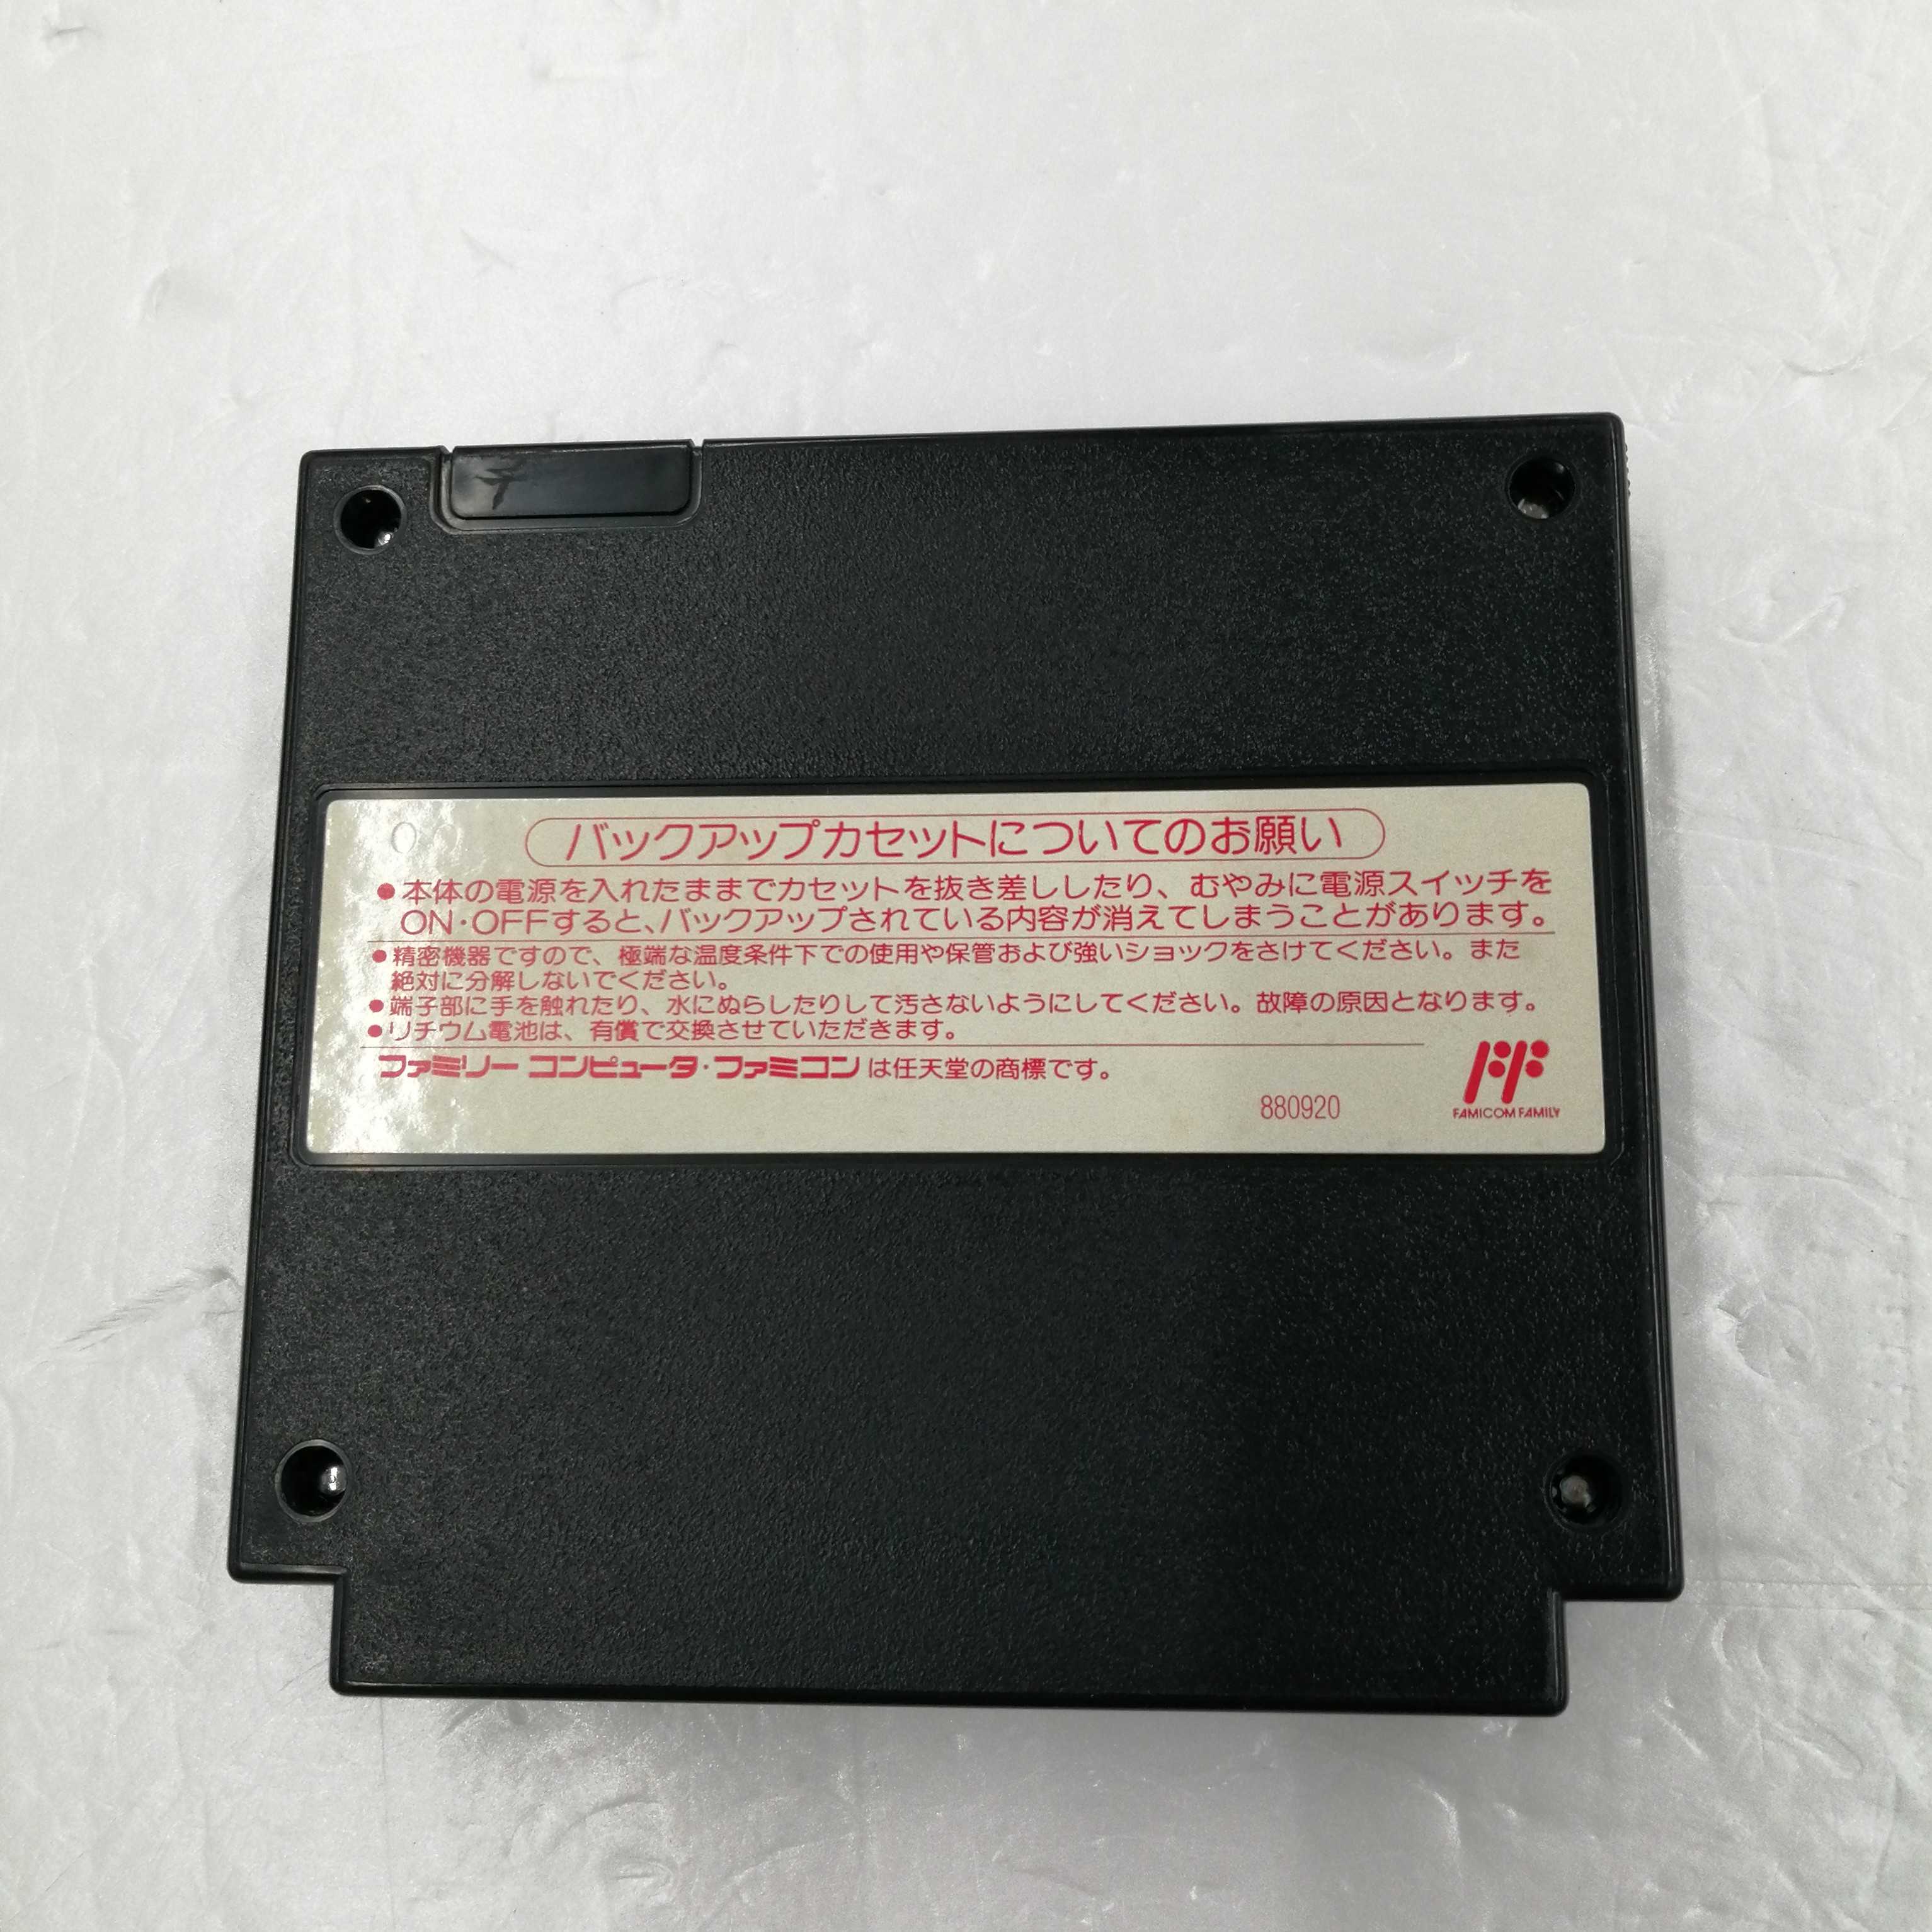 バックアップカセットについてのお願い
●本体の電源を入れたままでカセットを抜き差ししたり、むやみに電源スイッチを
ON・OFFすると、バックアップされている内容が消えてしまうことがあります。
●精密機器ですので、極端な温度条件下での使用や保管および強いショックをさけてください。また
絶対に分解しないでください。
●端子部に手を触れたり、水にぬらしたりして汚さないようにしてください。故障の原因となります。
●リチウム電池は、有償で交換させていただきます。
ファミリー コンピュータ・ファミコンは任天堂の商標です。
880920
FAMICOM FAMILY